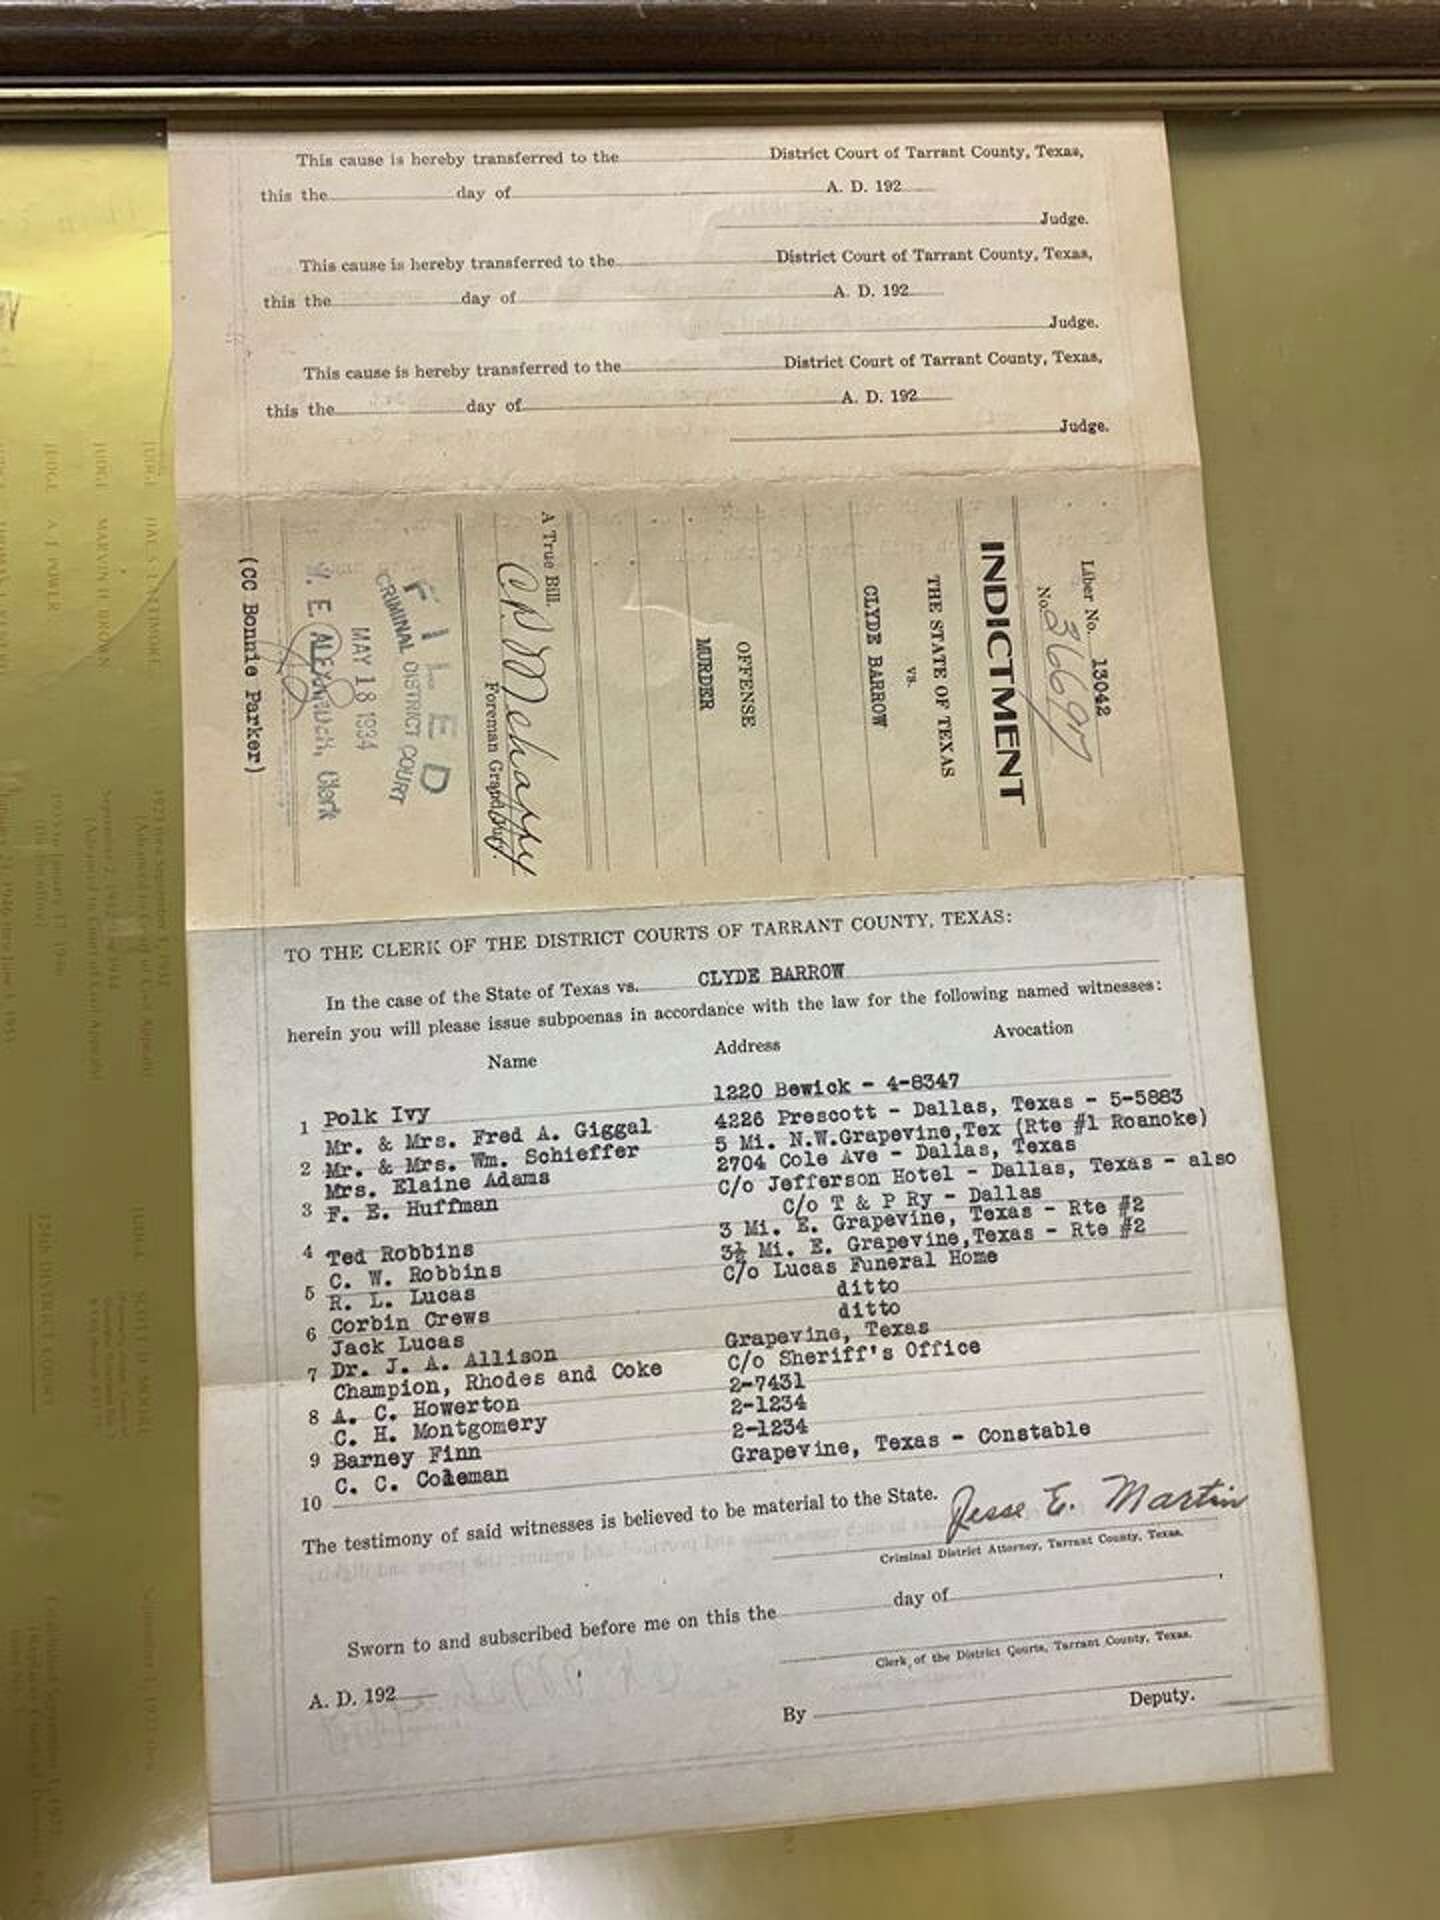 This cause is hereby transferred to the District Court of Tarrant County, Texas,
this the day of A. D. 192
Judge.
This cause is hereby transferred to the District Court of Tarrant County, Texas,
this the day of A. D. 192
Judge.
This cause is hereby transferred to the District Court of Tarrant County, Texas,
this the day of A. D. 192
Judge.
Liber No. 13042
No.
INDICTMENT
THE STATE OF TEXAS
vs.
CLYDE BARROW
OFFENSE
MURDER
A True Bill.
C. P. Mehaffey
Foreman Grand Jury.
FILED
CRIMINAL DISTRICT COURT
MAY 18 1934
E. Clerk
(CC Bonnie Parker)
TO THE CLERK OF THE DISTRICT COURTS OF TARRANT COUNTY, TEXAS:
In the case of the State of Texas vs. CLYDE BARROW
herein you will please issue subpoenas in accordance with the law for the following named witnesses:
Name Address Avocation
1 Polk Ivy 1220 Bewick - 4-8347
Mr. & Mrs. Fred A. Giggal 4226 Prescott - Dallas, Texas - 5-5883
2 Mr. & Mrs. Wm. Schieffer 5 Mi. N.W.Grapevine,Tex (Rte #1 Roanoke)
Mrs. Elaine Adams 2704 Cole Ave - Dallas, Texas
3 F. E. Huffman C/o Jefferson Hotel - Dallas, Texas - also
C/o T & P Ry - Dallas
4 Ted Robbins 3 Mi. E. Grapevine, Texas - Rte #2
C. W. Robbins 3½ Mi. E. Grapevine,Texas - Rte #2
5 R. L. Lucas C/o Lucas Funeral Home
Corbin Crews ditto
6 Jack Lucas ditto
7 Dr. J. A. Allison Grapevine, Texas
Champion, Rhodes and Coke C/o Sheriff's Office
8 A. C. Howerton 2-7431
C. H. Montgomery 2-1234
9 Barney Finn 2-1234
C. C. Coleman Grapevine, Texas - Constable
10
The testimony of said witnesses is believed to be material to the State. Jesse E. Martin
Criminal District Attorney, Tarrant County, Texas.
Sworn to and subscribed before me on this the day of
Clerk of the District Courts, Tarrant County, Texas.
A. D. 192
By Deputy.